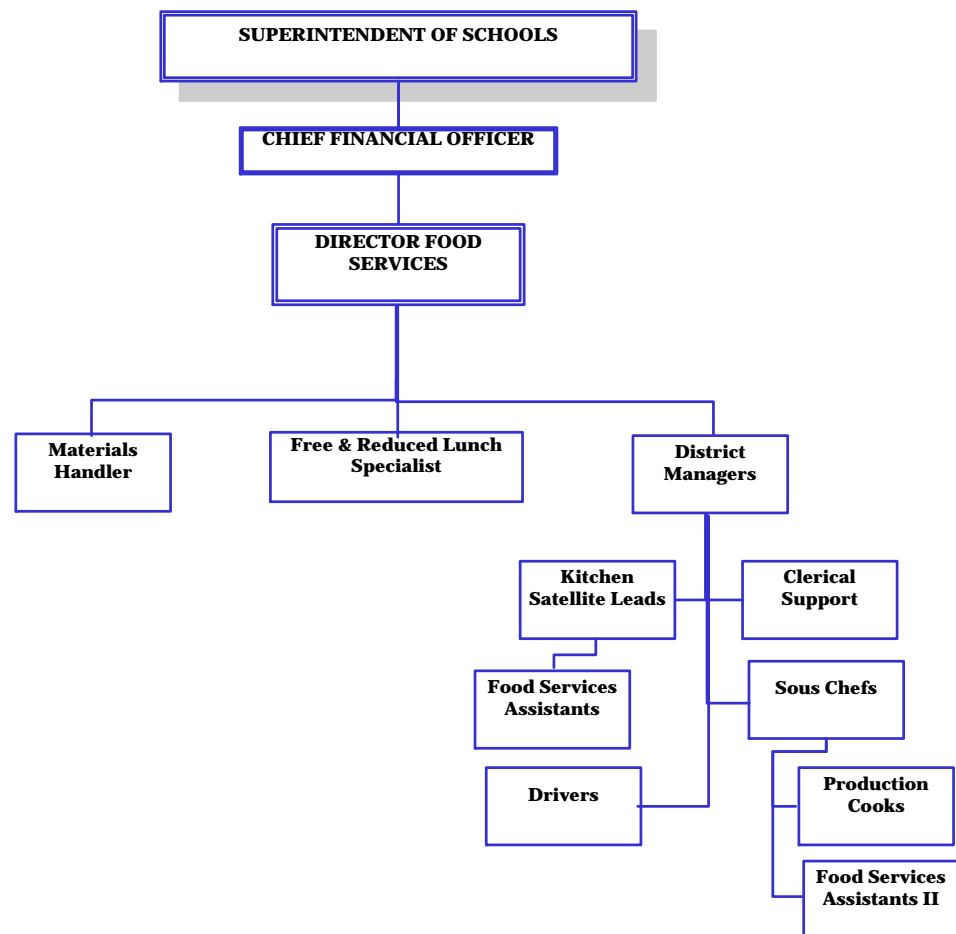 SUPERINTENDENT OF SCHOOLS
CHIEF FINANCIAL OFFICER
DIRECTOR FOOD
SERVICES
Materials
Handler
Free & Reduced Lunch
Specialist
District
Managers
Kitchen
Satellite Leads
Clerical
Support
Food Services
Assistants
Sous Chefs
Drivers
Production
Cooks
Food Services
Assistants II